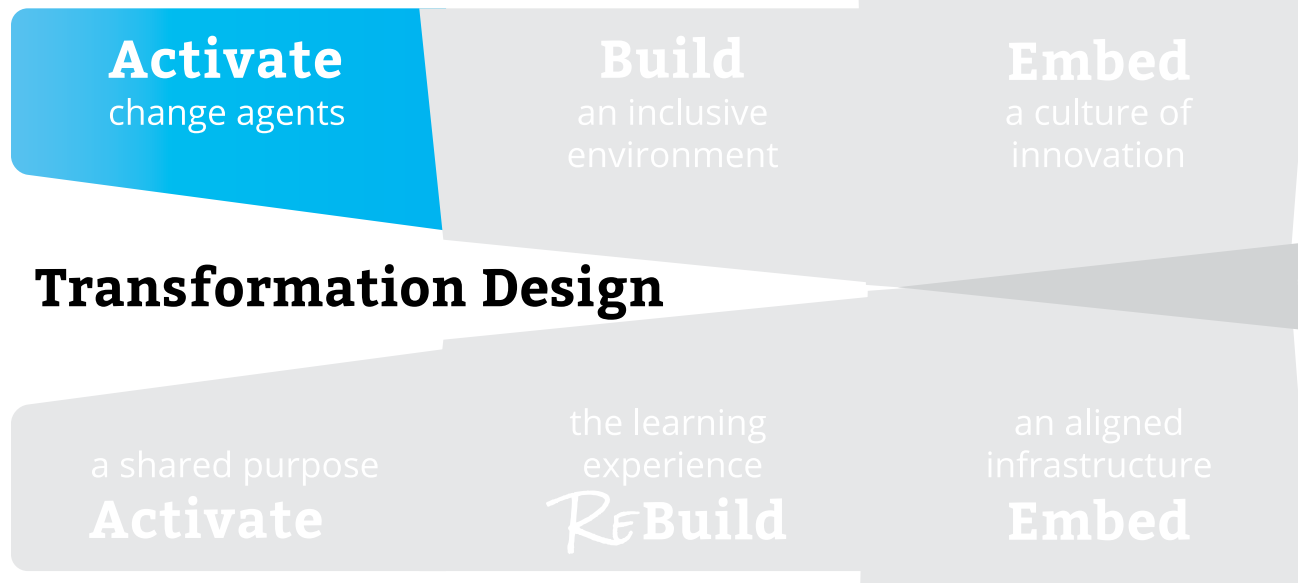 Activate
change agents
Build
an inclusive
environment
Embed
a culture of
innovation
Transformation Design
a shared purpose
Activate
the learning
experience
ReBuild
an aligned
infrastructure
Embed